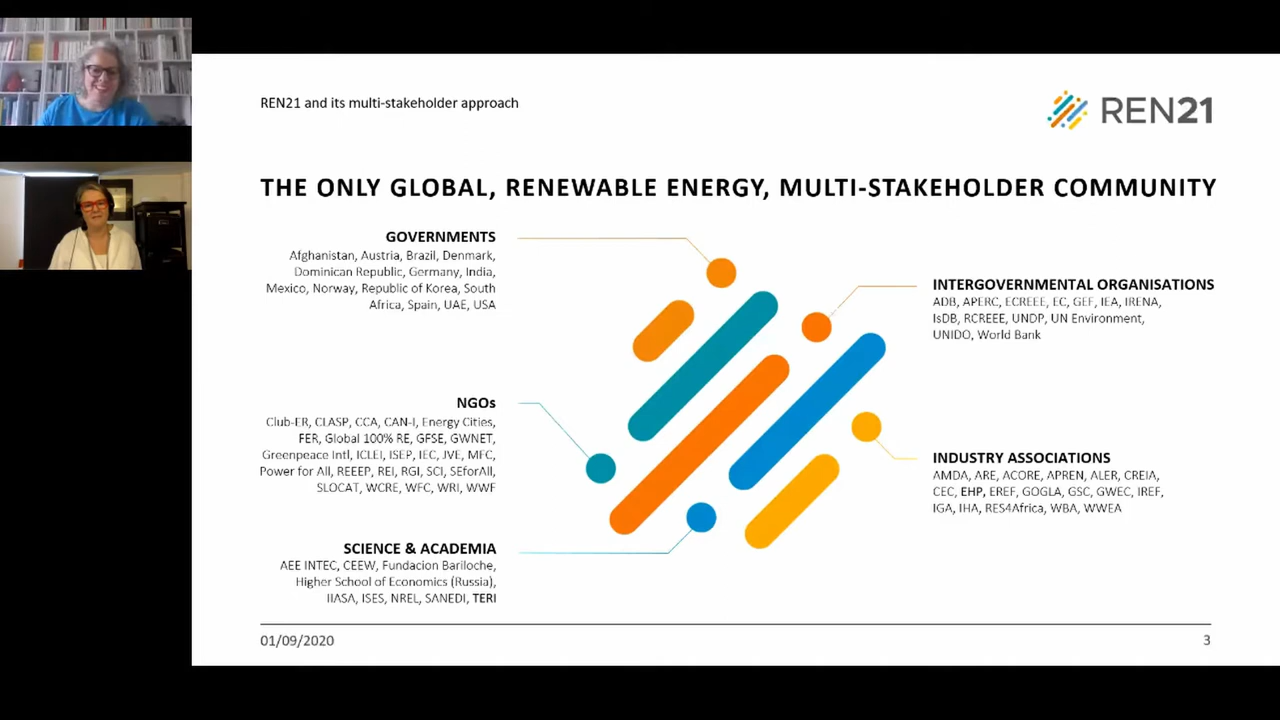 REN21 and its multi-stakeholder approach
REN21
THE ONLY GLOBAL, RENEWABLE ENERGY, MULTI-STAKEHOLDER COMMUNITY
GOVERNMENTS
Afghanistan, Austria, Brazil, Denmark,
Dominican Republic, Germany, India,
Mexico, Norway, Republic of Korea, South
Africa, Spain, UAE, USA
INTERGOVERNMENTAL ORGANISATIONS
ADB, APERC, ECREEE, EC, GEF, IEA, IRENA,
IsDB, RCREEE, UNDP, UN Environment,
UNIDO, World Bank
NGOs
Club-ER, CLASP, CCA, CAN-I, Energy Cities,
FER, Global 100% RE, GFSE, GWNET,
Greenpeace Intl, ICLEI, ISEP, IEC, JVE, MFC,
Power for All, REEEP, REI, RGI, SCI, SEforAll,
SLOCAT, WCRE, WFC, WRI, WWF
INDUSTRY ASSOCIATIONS
AMDA, ARE, ACORE, APREN, ALER, CREIA,
CEC, EHP, EREF, GOGLA, GSC, GWEC, IREF,
IGA, IHA, RES4Africa, WBA, WWEA
SCIENCE & ACADEMIA
AEE INTEC, CEEW, Fundacion Bariloche,
Higher School of Economics (Russia),
IIASA, ISES, NREL, SANEDI, TERI
01/09/2020
3